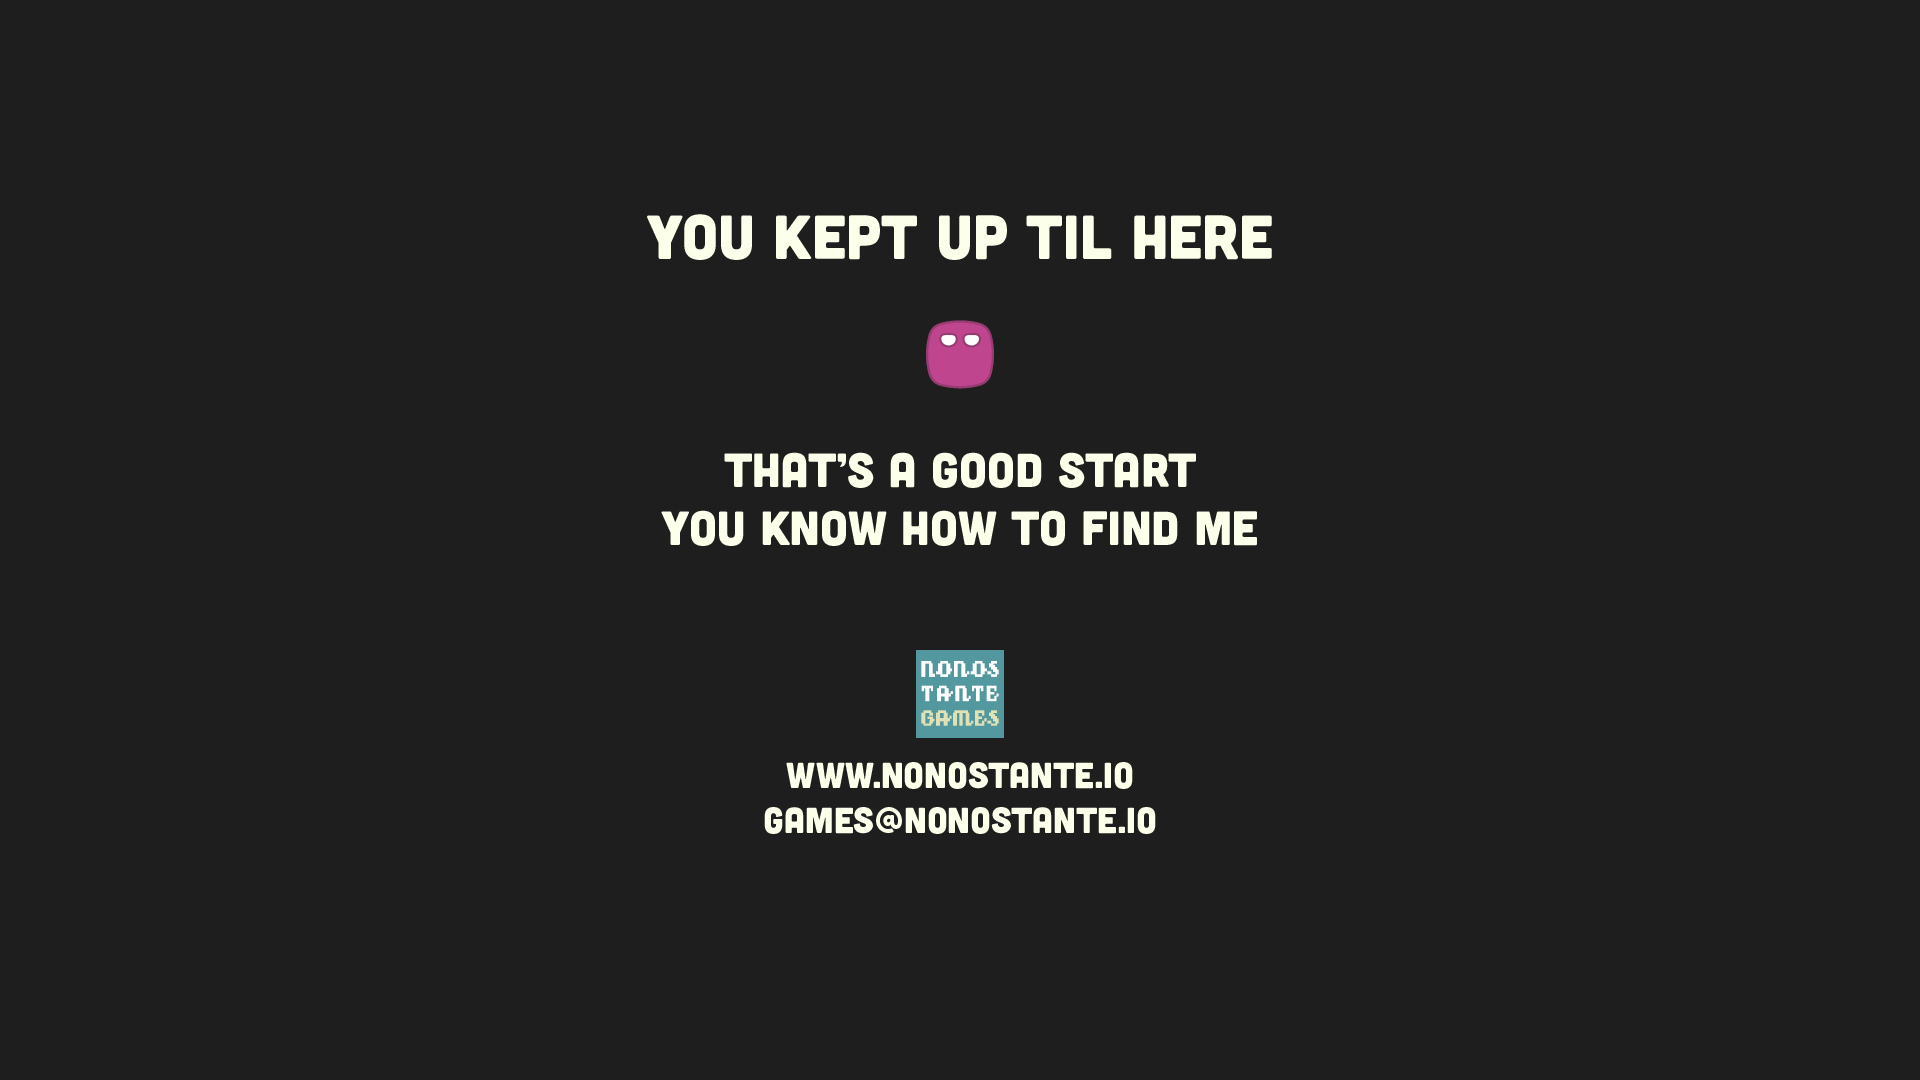 YOU KEPT UP TIL HERE
THAT'S A GOOD START
YOU KNOW HOW TO FIND ME
NONOS
TANTE
GAMES
WWW.NONOSTANTE.IO
GAMES@NONOSTANTE.IO